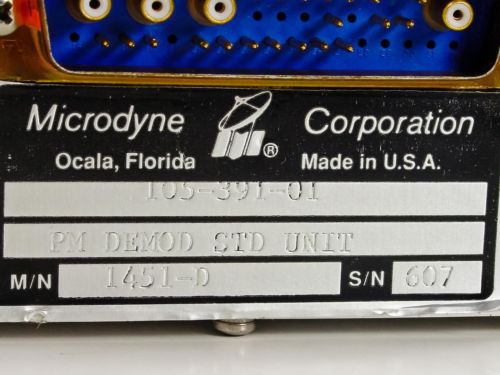 Microdyne Corporation
Ocala, Florida Made in U.S.A.
105-391-01
PM DEMOD STD UNIT
M/N 1451-D S/N 607